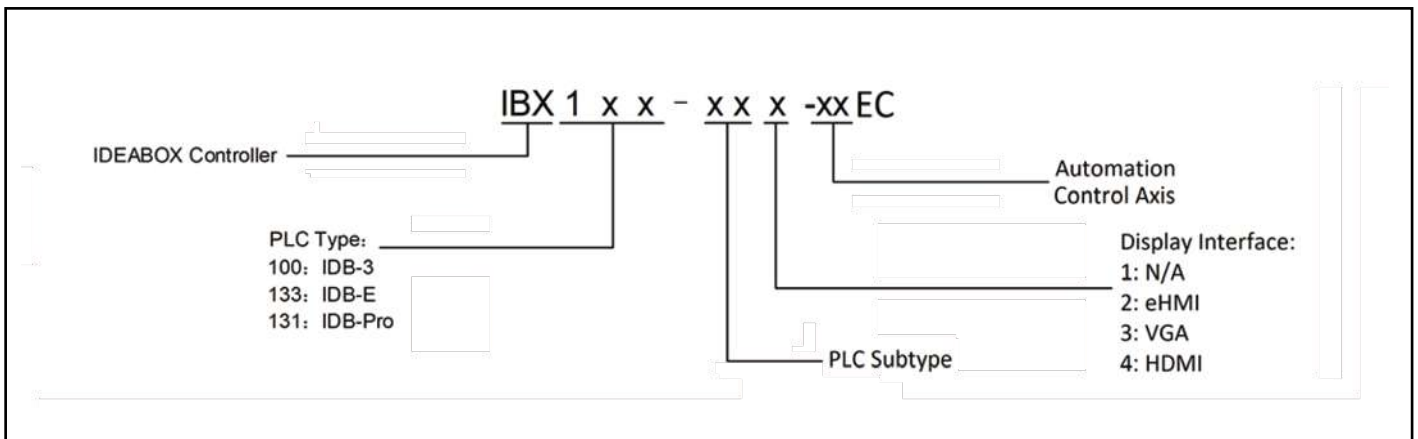 IBX 1 x x - x x x -xx EC
IDEABOX Controller
Automation
Control Axis
PLC Type：
100：IDB-3
133：IDB-E
131：IDB-Pro
Display Interface:
1: N/A
2: eHMI
3: VGA
4: HDMI
PLC Subtype